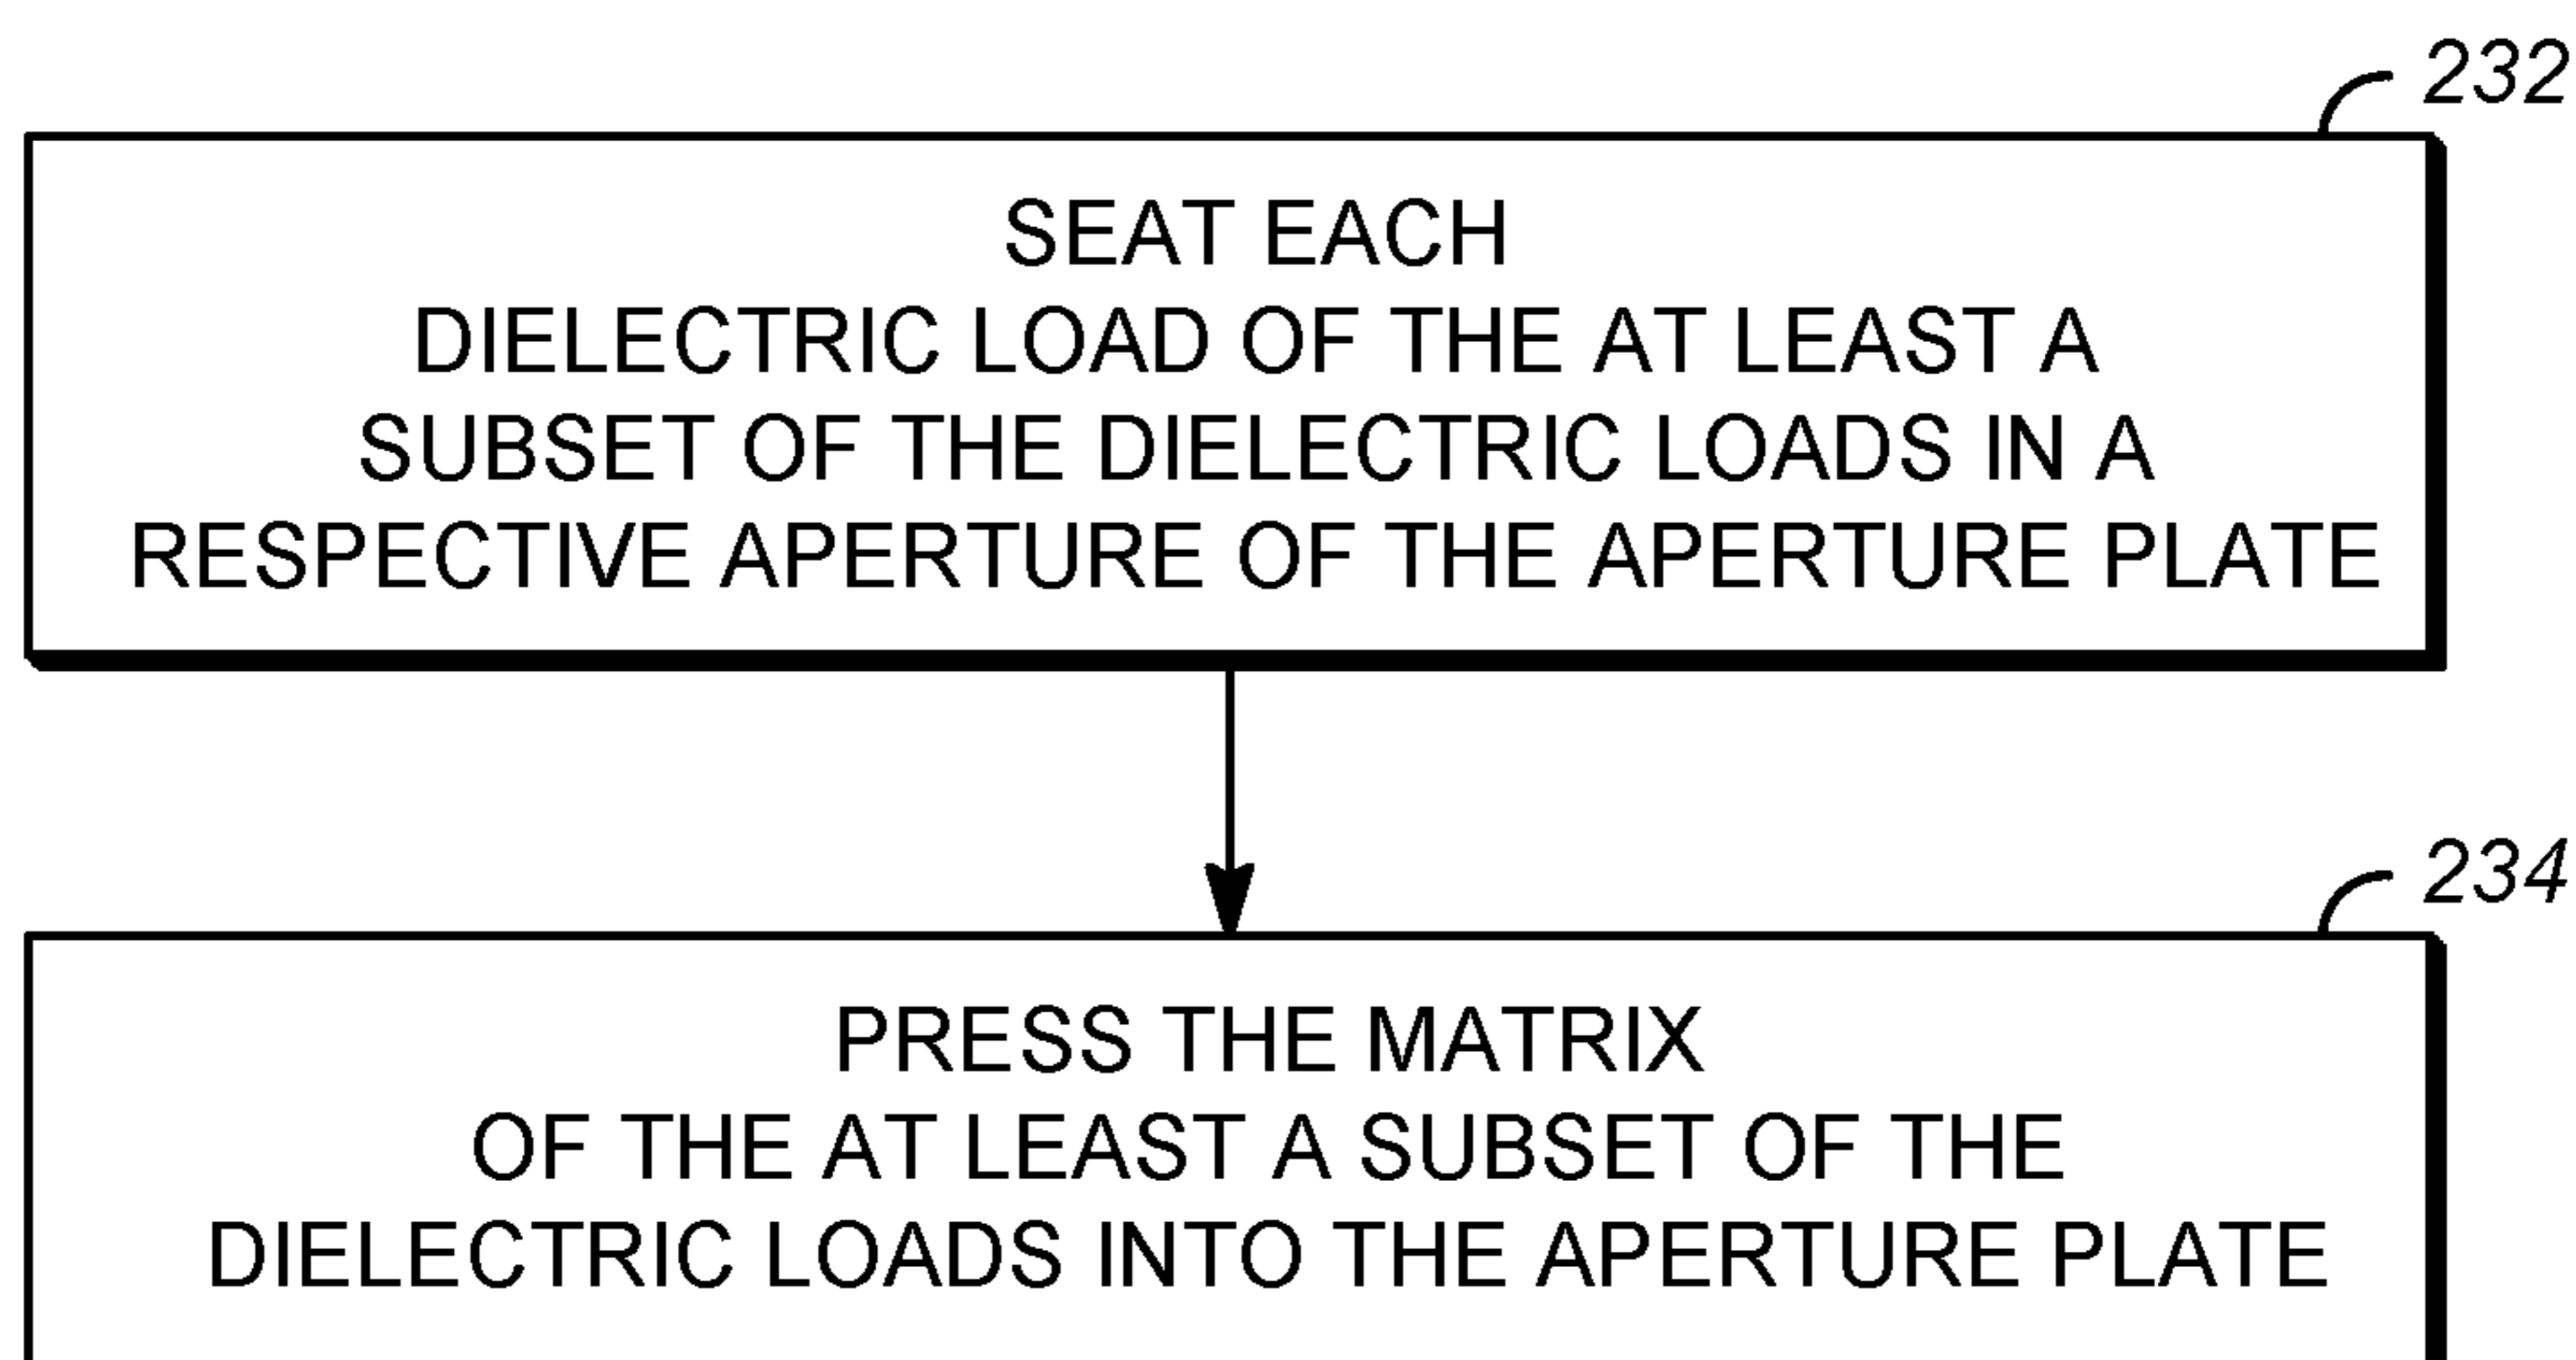 232
SEAT EACH
DIELECTRIC LOAD OF THE AT LEAST A
SUBSET OF THE DIELECTRIC LOADS IN A
RESPECTIVE APERTURE OF THE APERTURE PLATE
234
PRESS THE MATRIX
OF THE AT LEAST A SUBSET OF THE
DIELECTRIC LOADS INTO THE APERTURE PLATE